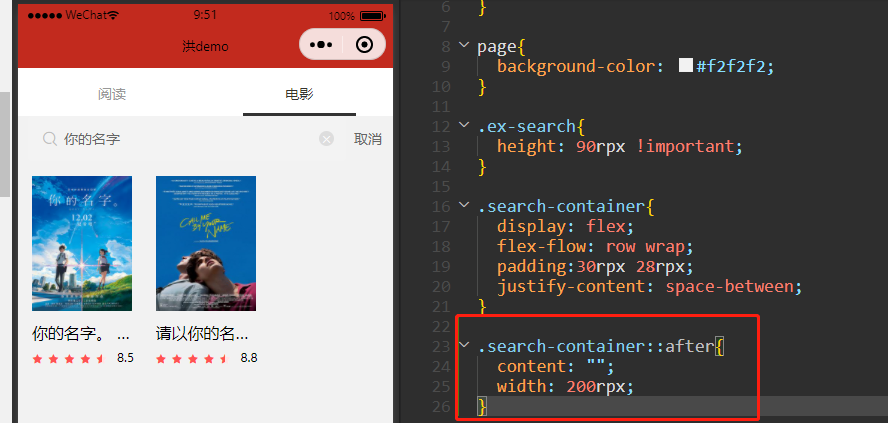 ●●●●● WeChat
9:51
100%
洪demo
阅读
电影
你的名字
取消
你的名字。
12.02
CALL ME
BY YOUR
NAME
你的名字。 ...
请以你的名...
8.5
8.8
6 }
7
8 page{
9 background-color: #f2f2f2;
10 }
11
12 .ex-search{
13 height: 90rpx !important;
14 }
15
16 .search-container{
17 display: flex;
18 flex-flow: row wrap;
19 padding:30rpx 28rpx;
20 justify-content: space-between;
21 }
22
23 .search-container::after{
24 content: "";
25 width: 200rpx;
26 }